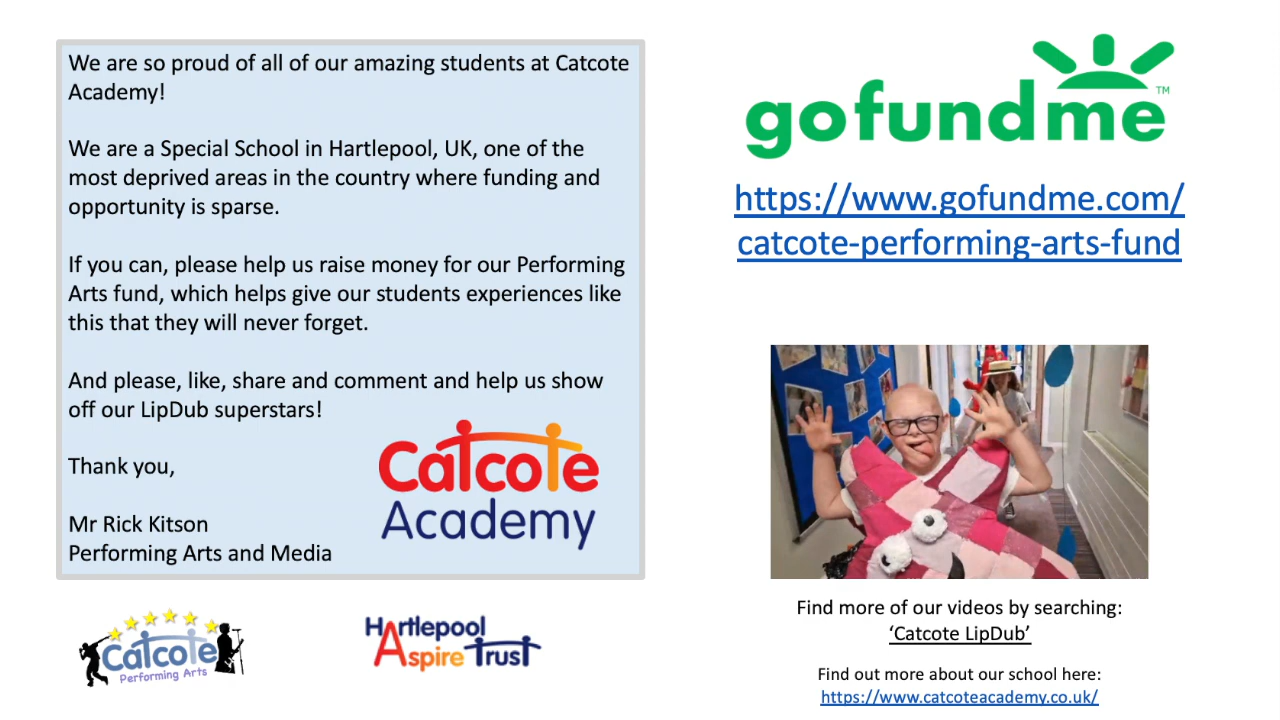 We are so proud of all of our amazing students at Catcote
Academy!
We are a Special School in Hartlepool, UK, one of the
most deprived areas in the country where funding and
opportunity is sparse.
If you can, please help us raise money for our Performing
Arts fund, which helps give our students experiences like
this that they will never forget.
And please, like, share and comment and help us show
off our LipDub superstars!
Thank you,
Mr Rick Kitson
Performing Arts and Media
Catcote
Academy
Catcote
Performing Arts
Hartlepool
Aspire Trust
gofundme™
https://www.gofundme.com/
catcote-performing-arts-fund
Find more of our videos by searching:
‘Catcote LipDub’
Find out more about our school here:
https://www.catcoteacademy.co.uk/